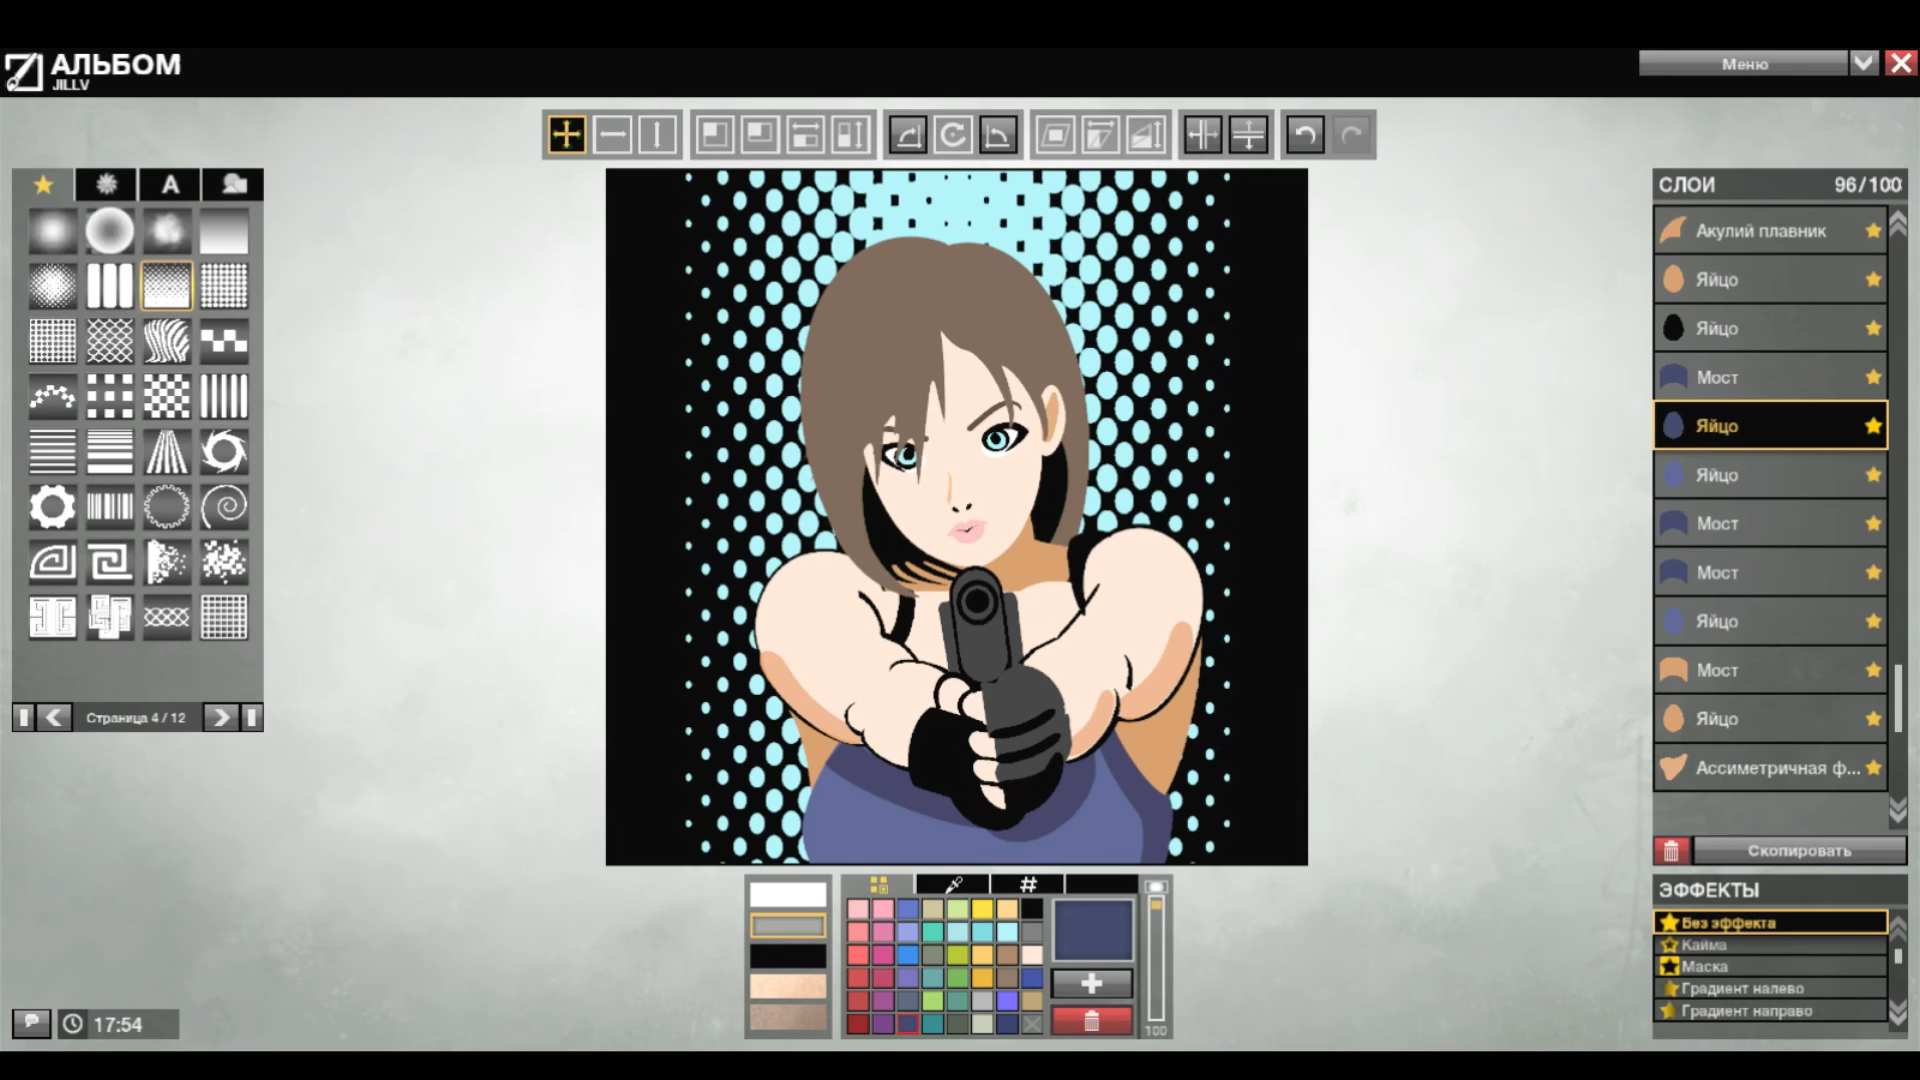 АЛЬБОМ
JILLV
Меню
A
СЛОИ 96/100
Акулий плавник
Яйцо
Яйцо
Мост
Яйцо
Яйцо
Мост
Мост
Яйцо
Мост
Яйцо
Ассиметричная ф...
Страница 4 / 12
Скопировать
ЭФФЕКТЫ
Без эффекта
Кайма
Маска
Градиент налево
Градиент направо
#
100
17:54